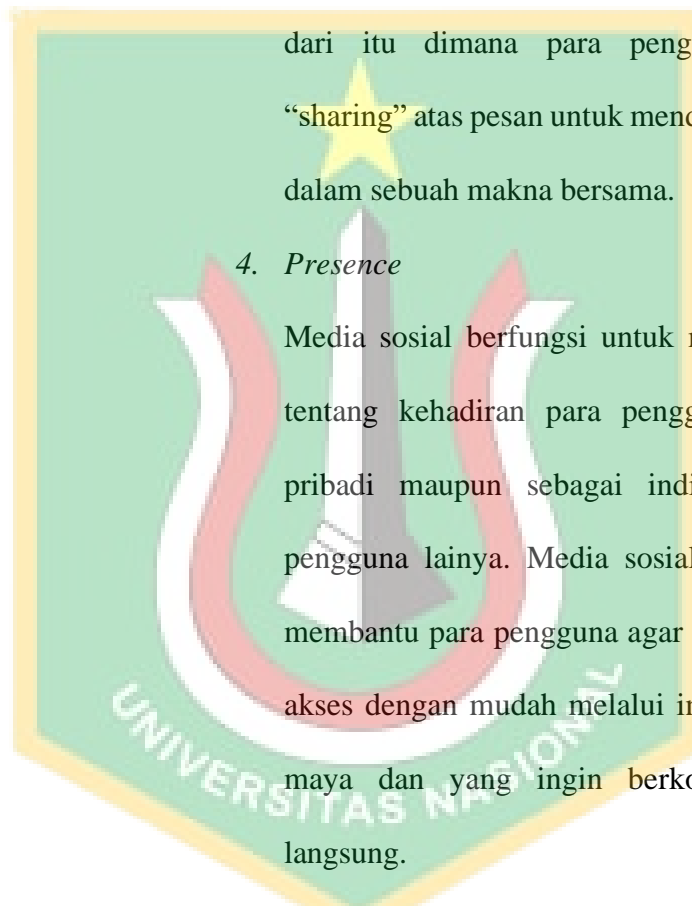 dari itu dimana para peng
“sharing” atas pesan untuk mend
dalam sebuah makna bersama.
4. Presence
Media sosial berfungsi untuk
tentang kehadiran para pengg
pribadi maupun sebagai indi
pengguna lainya. Media sosial
membantu para pengguna agar
akses dengan mudah melalui in
maya dan yang ingin berko
langsung.
UNIVERSITAS NASIONAL